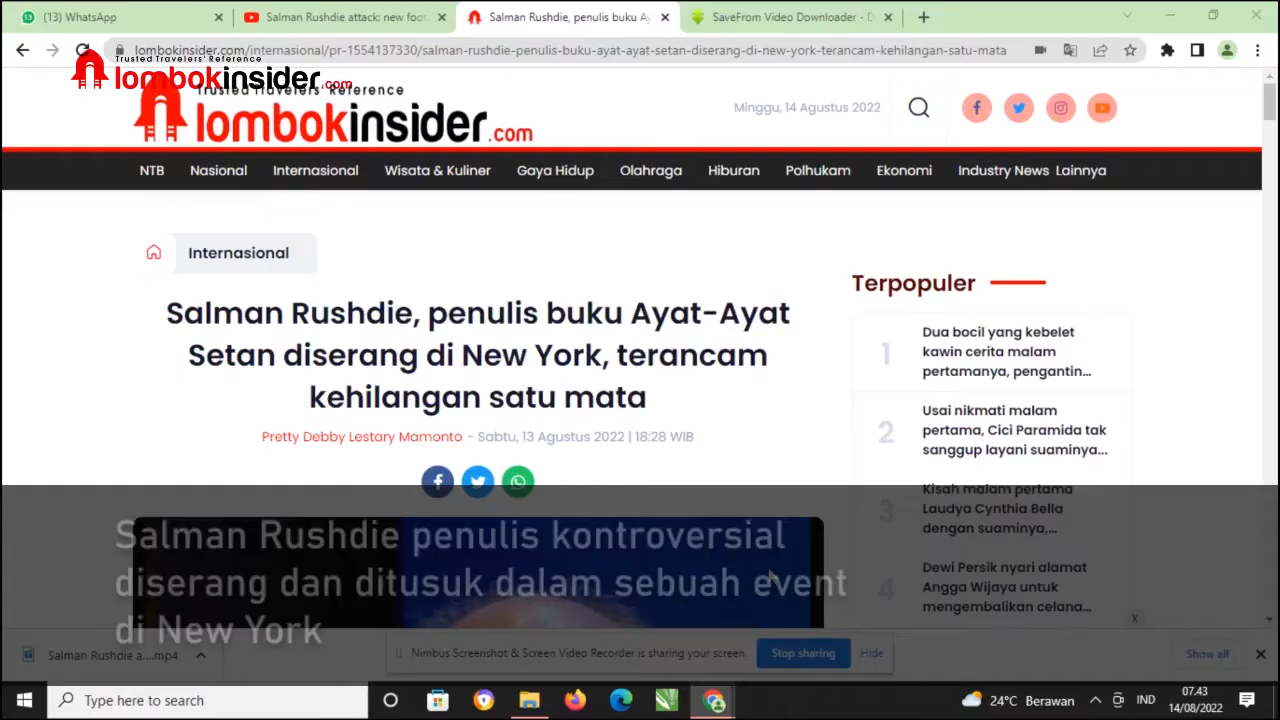 (13) WhatsApp
Salman Rushdie attack: new foot
Salman Rushdie, penulis buku Ay
SaveFrom Video Downloader - D
lombokinsider.com/internasional/pr-1554137330/salman-rushdie-penulis-buku-ayat-ayat-setan-diserang-di-new-york-terancam-kehilangan-satu-mata
Trusted Travelers' Reference
lombokinsider.com
Trusted Travelers' Reference
lombokinsider.com
Minggu, 14 Agustus 2022
NTB Nasional Internasional Wisata & Kuliner Gaya Hidup Olahraga Hiburan Polhukam Ekonomi Industry News Lainnya
Internasional
Salman Rushdie, penulis buku Ayat-Ayat
Setan diserang di New York, terancam
kehilangan satu mata
Pretty Debby Lestary Mamonto - Sabtu, 13 Agustus 2022 | 18:28 WIB
Terpopuler
1
Dua bocil yang kebelet
kawin cerita malam
pertamanya, pengantin...
2
Usai nikmati malam
pertama, Cici Paramida tak
sanggup layani suaminya...
3
Kisah malam pertama
Laudya Cynthia Bella
dengan suaminya,...
4
Dewi Persik nyari alamat
Angga Wijaya untuk
mengembalikan celana...
Salman Rushdie penulis kontroversial
diserang dan ditusuk dalam sebuah event
di New York
X
Salman Rushdie a....mp4
Nimbus Screenshot & Screen Video Recorder is sharing your screen.
Stop sharing
Hide
Show all
Type here to search
24°C Berawan
IND
07.43
14/08/2022